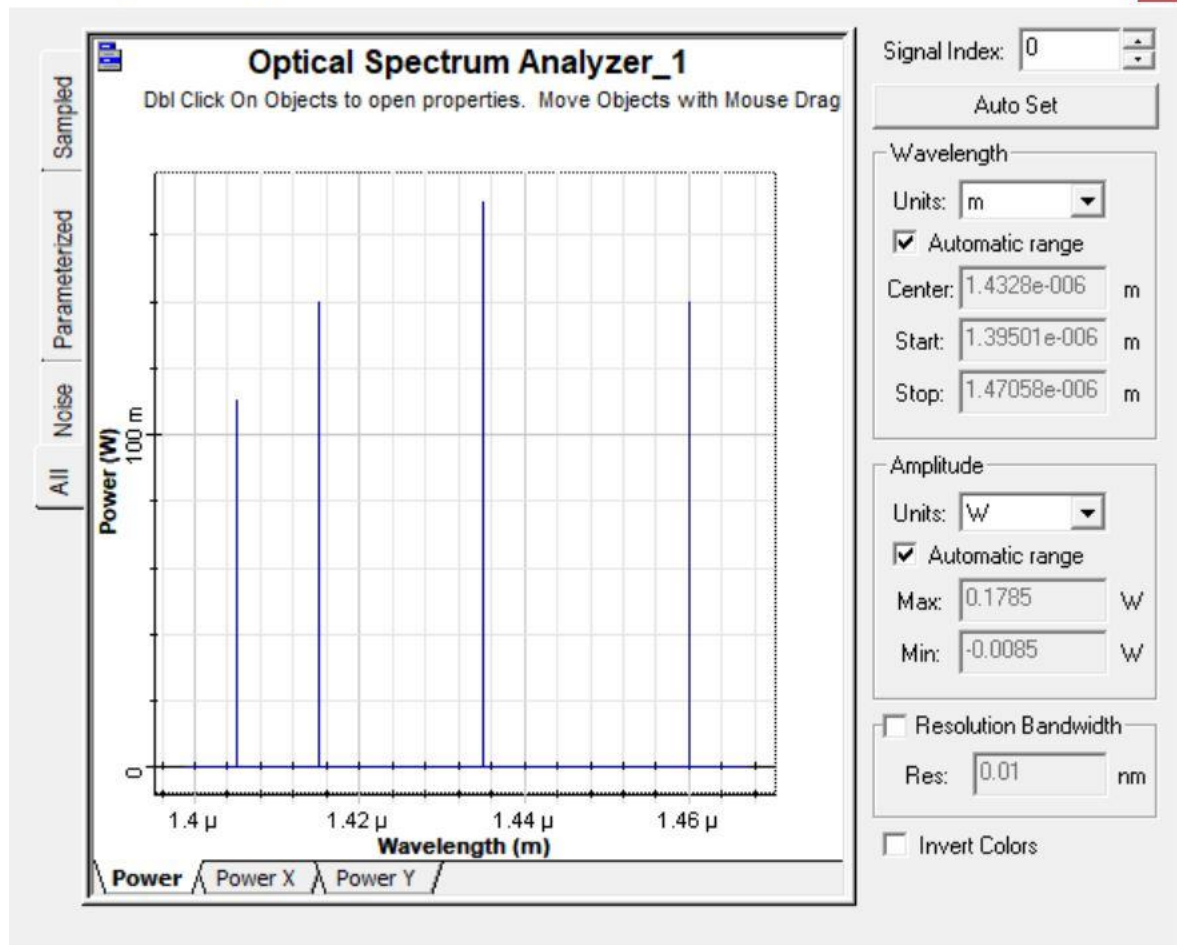 Optical Spectrum Analyzer_1
Dbl Click On Objects to open properties. Move Objects with Mouse Drag
Sampled
Parameterized
Noise
All
Power (W)
100 m
0
1.4 µ
1.42 µ
1.44 µ
1.46 µ
Wavelength (m)
Power
Power X
Power Y
Signal Index: 0
Auto Set
Wavelength
Units: m
Automatic range
Center: 1.4328e-006 m
Start: 1.39501e-006 m
Stop: 1.47058e-006 m
Amplitude
Units: W
Automatic range
Max: 0.1785 W
Min: -0.0085 W
Resolution Bandwidth
Res: 0.01 nm
Invert Colors